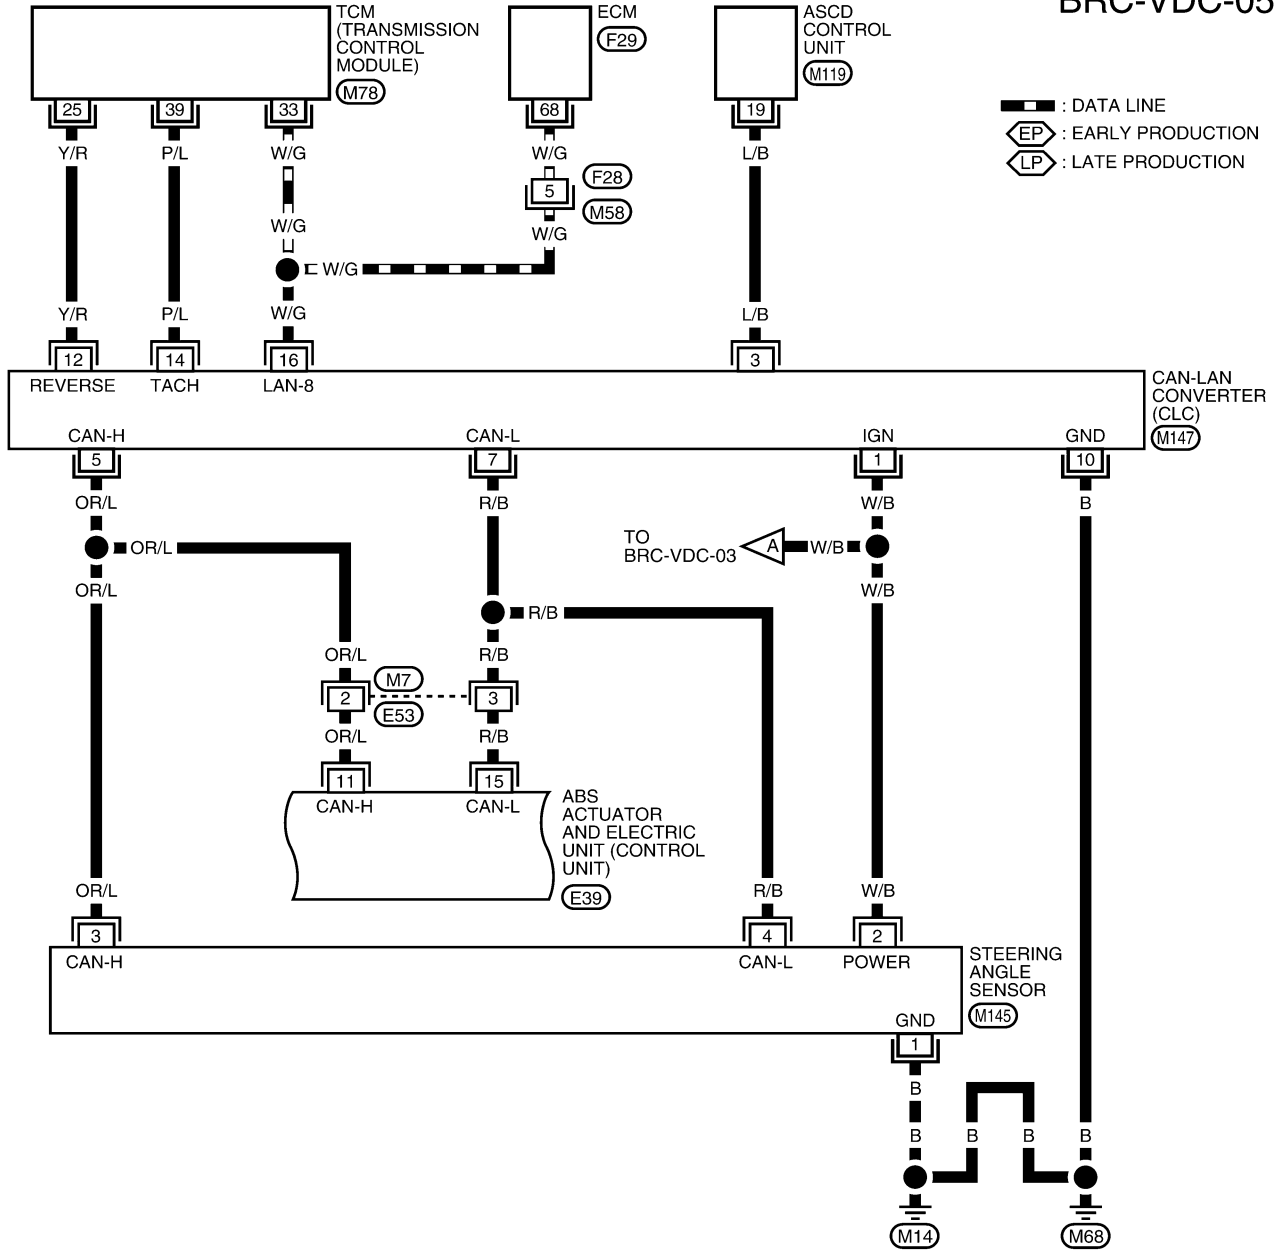 BRC-VDC-05
TCM
(TRANSMISSION
CONTROL
MODULE)
M78
ECM
F29
ASCD
CONTROL
UNIT
M119
25
39
33
68
19
: DATA LINE
EP : EARLY PRODUCTION
LP : LATE PRODUCTION
Y/R
P/L
W/G
W/G
L/B
5
F28
M58
W/G
W/G
W/G
Y/R
P/L
W/G
L/B
12
14
16
3
REVERSE
TACH
LAN-8
CAN-LAN
CONVERTER
(CLC)
M147
CAN-H
CAN-L
IGN
GND
5
7
1
10
OR/L
R/B
W/B
B
OR/L
TO
BRC-VDC-03
A
W/B
OR/L
W/B
R/B
OR/L
R/B
M7
2
3
E53
OR/L
R/B
11
15
CAN-H
CAN-L
ABS
ACTUATOR
AND ELECTRIC
UNIT (CONTROL
UNIT)
E39
OR/L
R/B
W/B
3
4
2
CAN-H
CAN-L
POWER
STEERING
ANGLE
SENSOR
M145
GND
1
B
B
B
B
B
M14
M68